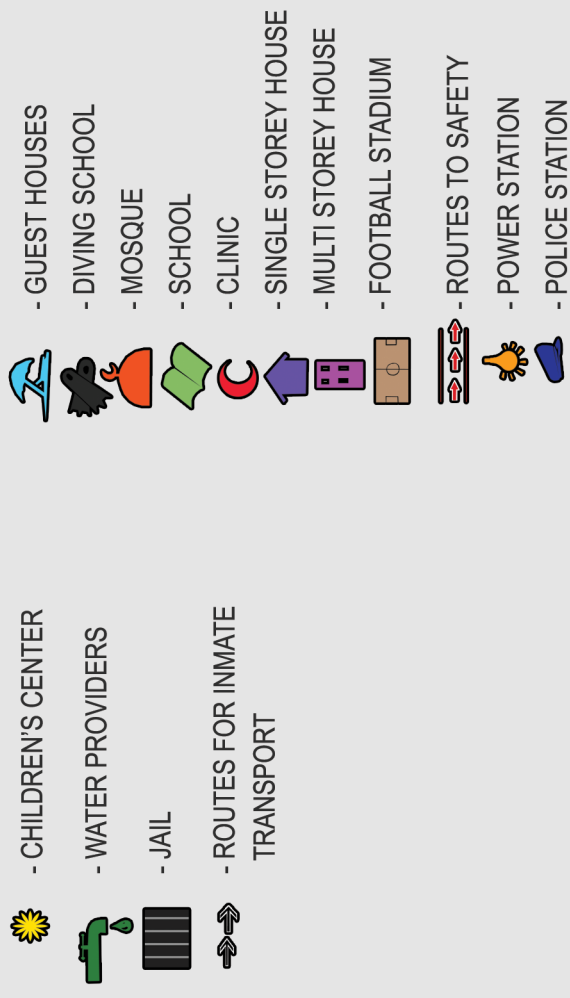 - CHILDREN'S CENTER
- WATER PROVIDERS
- JAIL
- ROUTES FOR INMATE
TRANSPORT
- GUEST HOUSES
- DIVING SCHOOL
- MOSQUE
- SCHOOL
- CLINIC
- SINGLE STOREY HOUSE
- MULTI STOREY HOUSE
- FOOTBALL STADIUM
- ROUTES TO SAFETY
- POWER STATION
- POLICE STATION